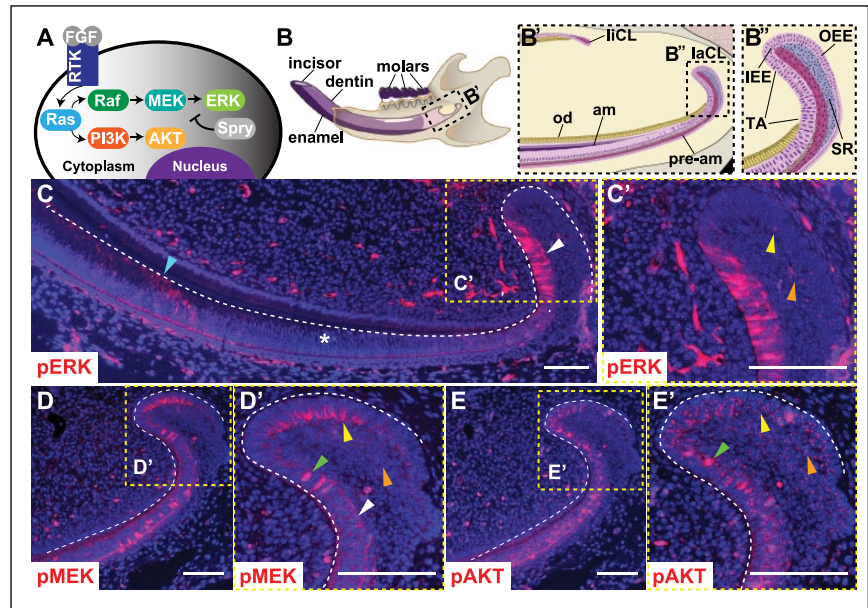 A
FGF
RTK
Raf
MEK
ERK
Ras
Spry
PI3K
AKT
Cytoplasm
Nucleus
B
incisor
molars
dentin
B'
enamel
B'
liCL
B" laCL
od
am
pre-am
B"
OEE
IEE
TA
SR
C
C'
pERK
*
C'
pERK
D
D'
pMEK
D'
pMEK
E
E'
pAKT
E'
pAKT